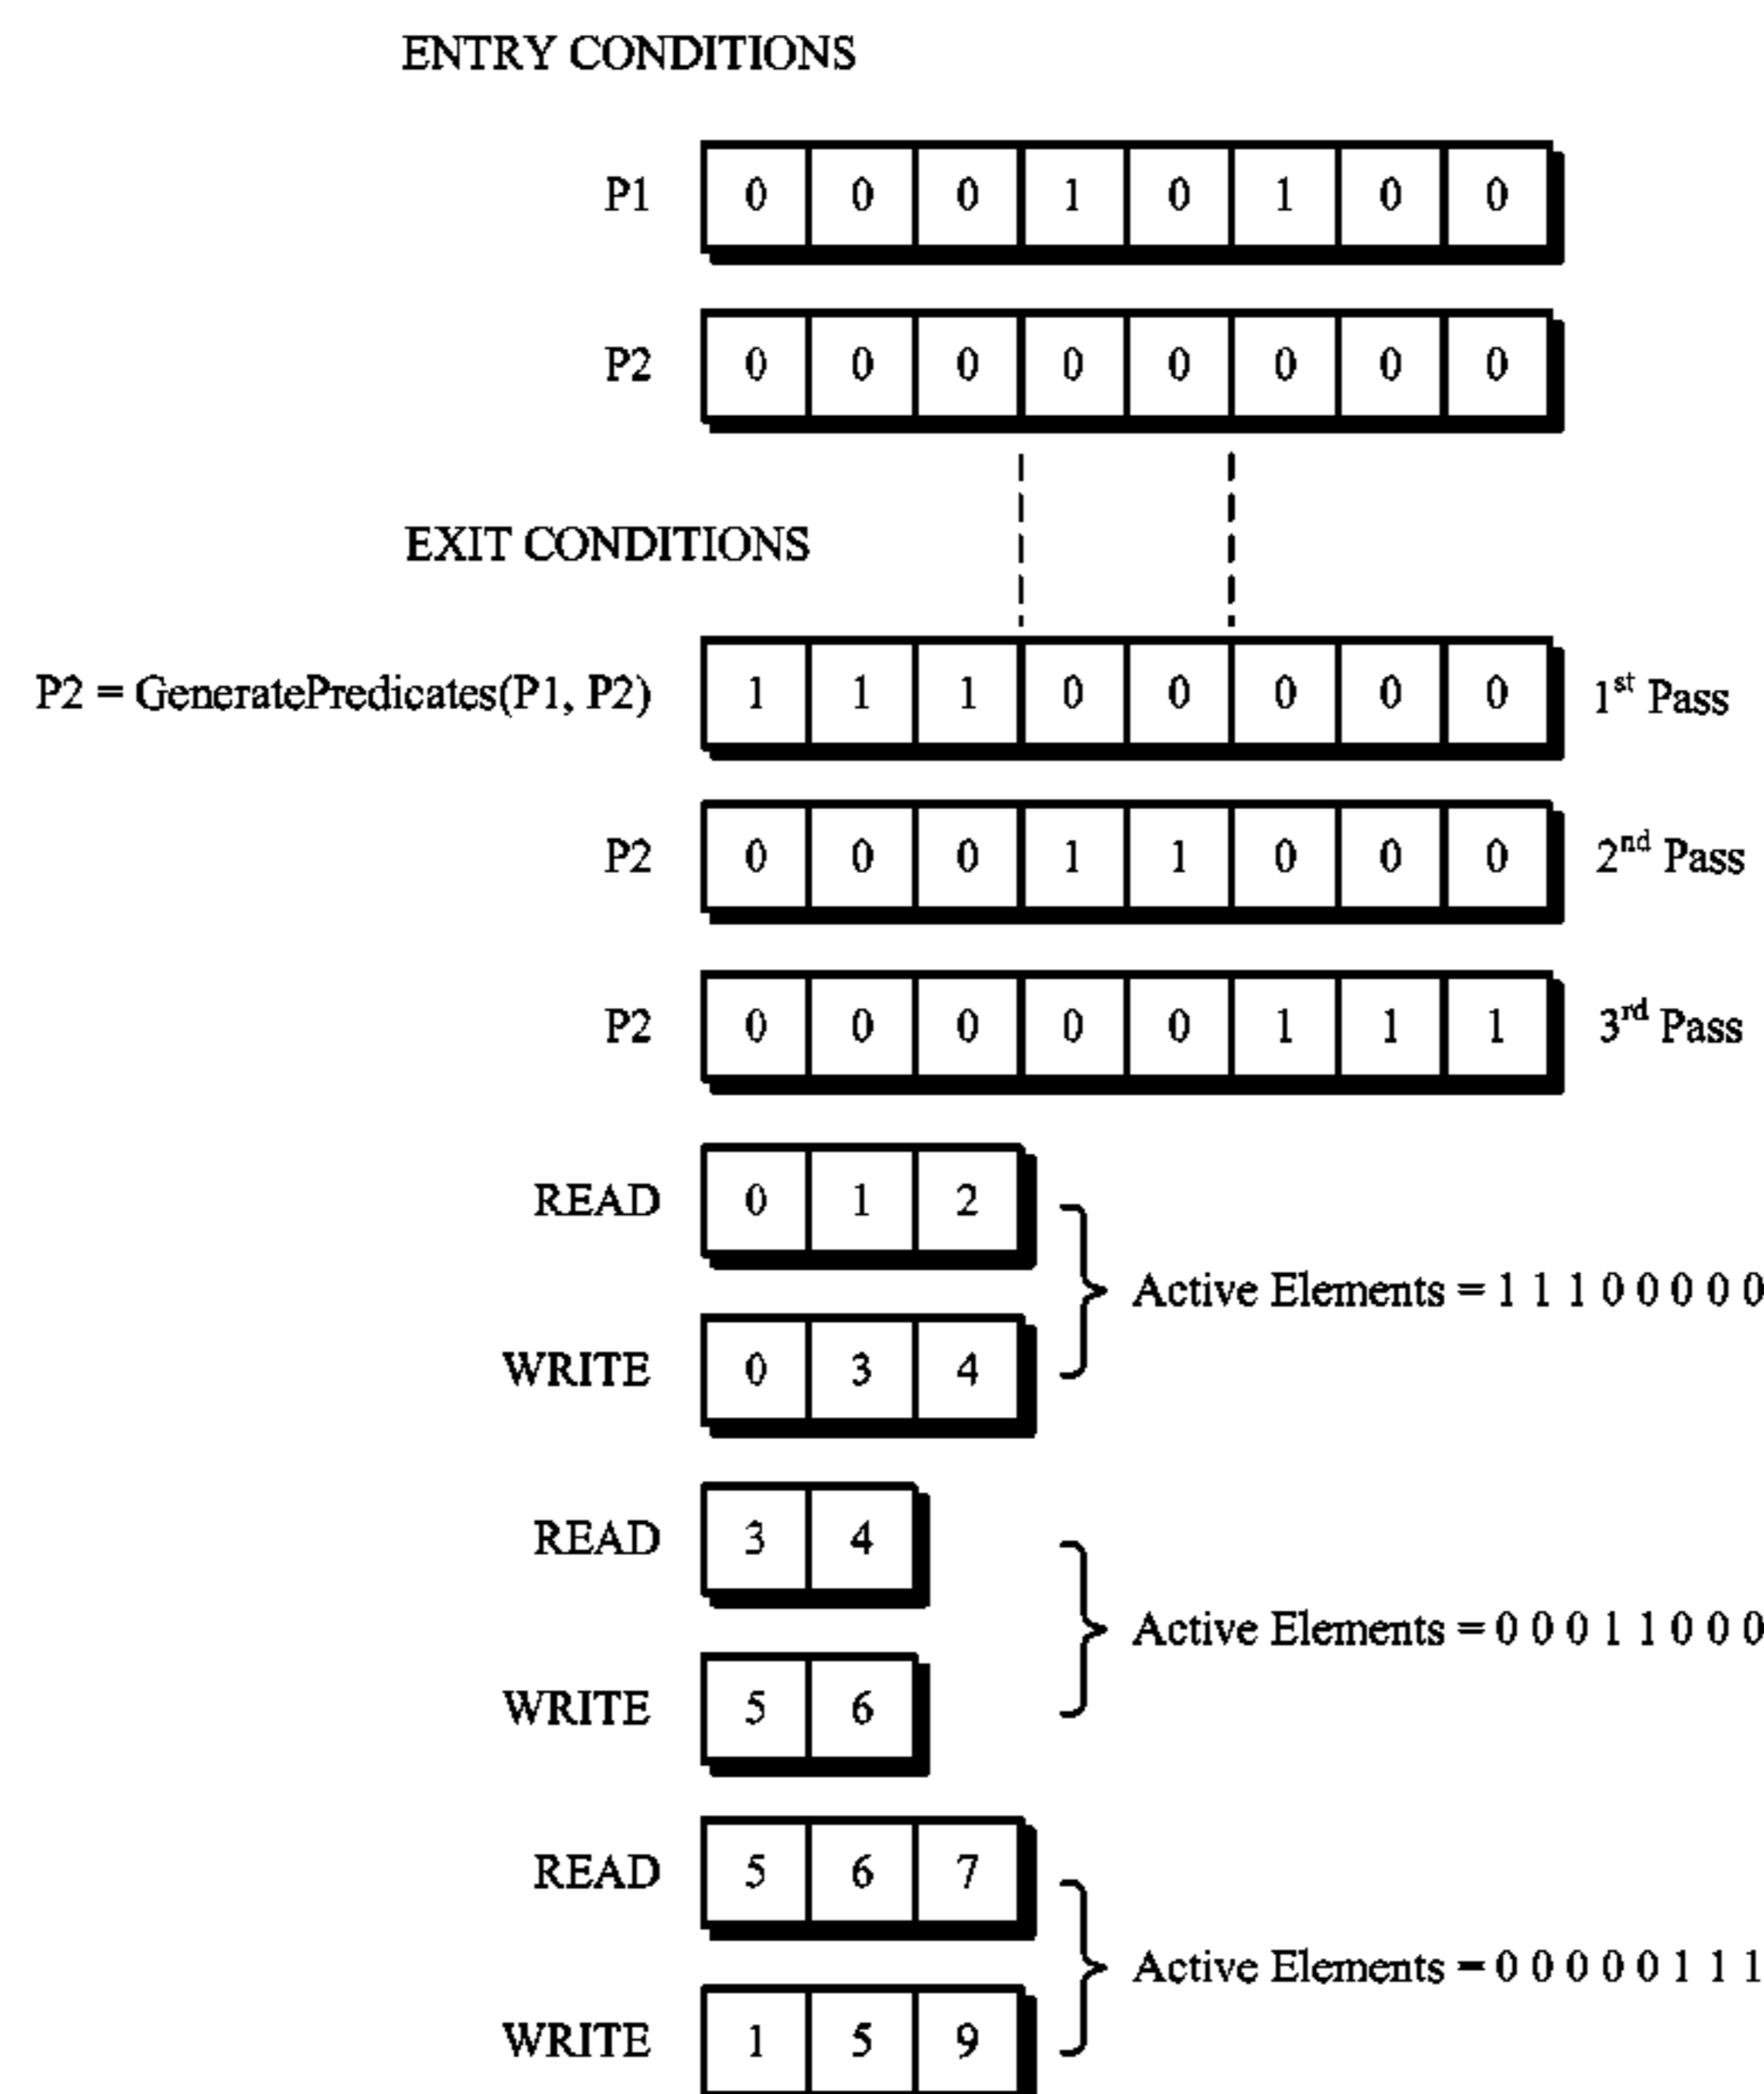 ENTRY CONDITIONS
P1 0 0 0 1 0 1 0 0
P2 0 0 0 0 0 0 0 0
EXIT CONDITIONS
P2 = GeneratePredicates(P1, P2) 1 1 1 0 0 0 0 0 1st Pass
P2 0 0 0 1 1 0 0 0 2nd Pass
P2 0 0 0 0 0 1 1 1 3rd Pass
READ 0 1 2
Active Elements = 1 1 1 0 0 0 0 0
WRITE 0 3 4
READ 3 4
Active Elements = 0 0 0 1 1 0 0 0
WRITE 5 6
READ 5 6 7
Active Elements = 0 0 0 0 0 1 1 1
WRITE 1 5 9